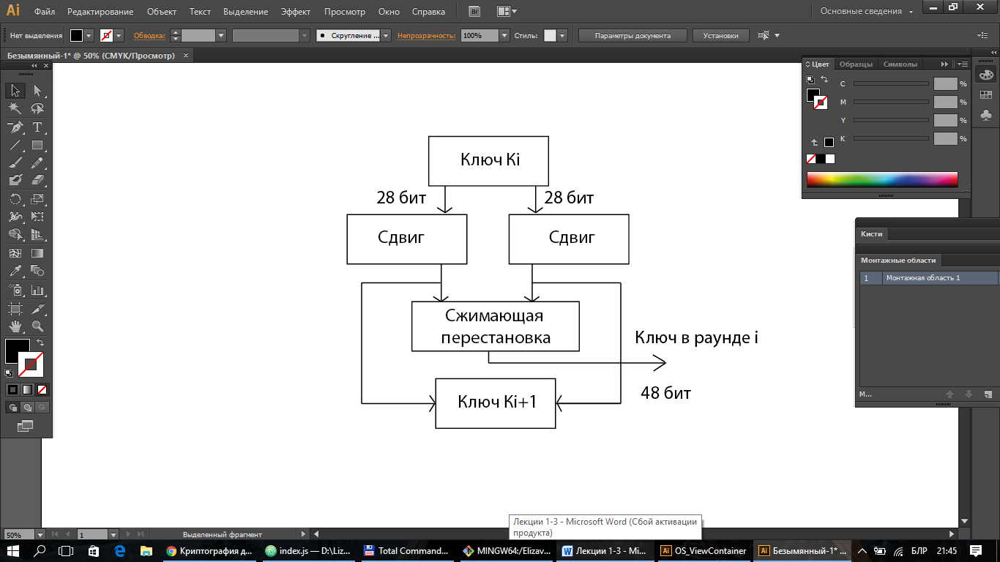 Ai Файл Редактирование Объект Текст Выделение Эффект Просмотр Окно Справка Br Основные сведения
Нет выделения Обводка: Скругление ... Непрозрачность: 100% Стиль: Параметры документа Установки
Безымянный-1* @ 50% (CMYK/Просмотр)
Цвет Образцы Символы
C %
M %
Y %
K %
Кисти
Монтажные области
1 Монтажная область 1
М...
Ключ Ki
28 бит 28 бит
Сдвиг Сдвиг
Сжимающая
перестановка
Ключ в раунде i
48 бит
Ключ Ki+1
Лекции 1-3 - Microsoft Word (Сбой активации
продукта)
50% 1 Выделенный фрагмент
Криптография д... index.js — D:\Liz... Total Command... MINGW64:/Elizav... Лекции 1-3 - Mi... Ai OS_ViewContainer Ai Безымянный-1* ... БЛР 21:45